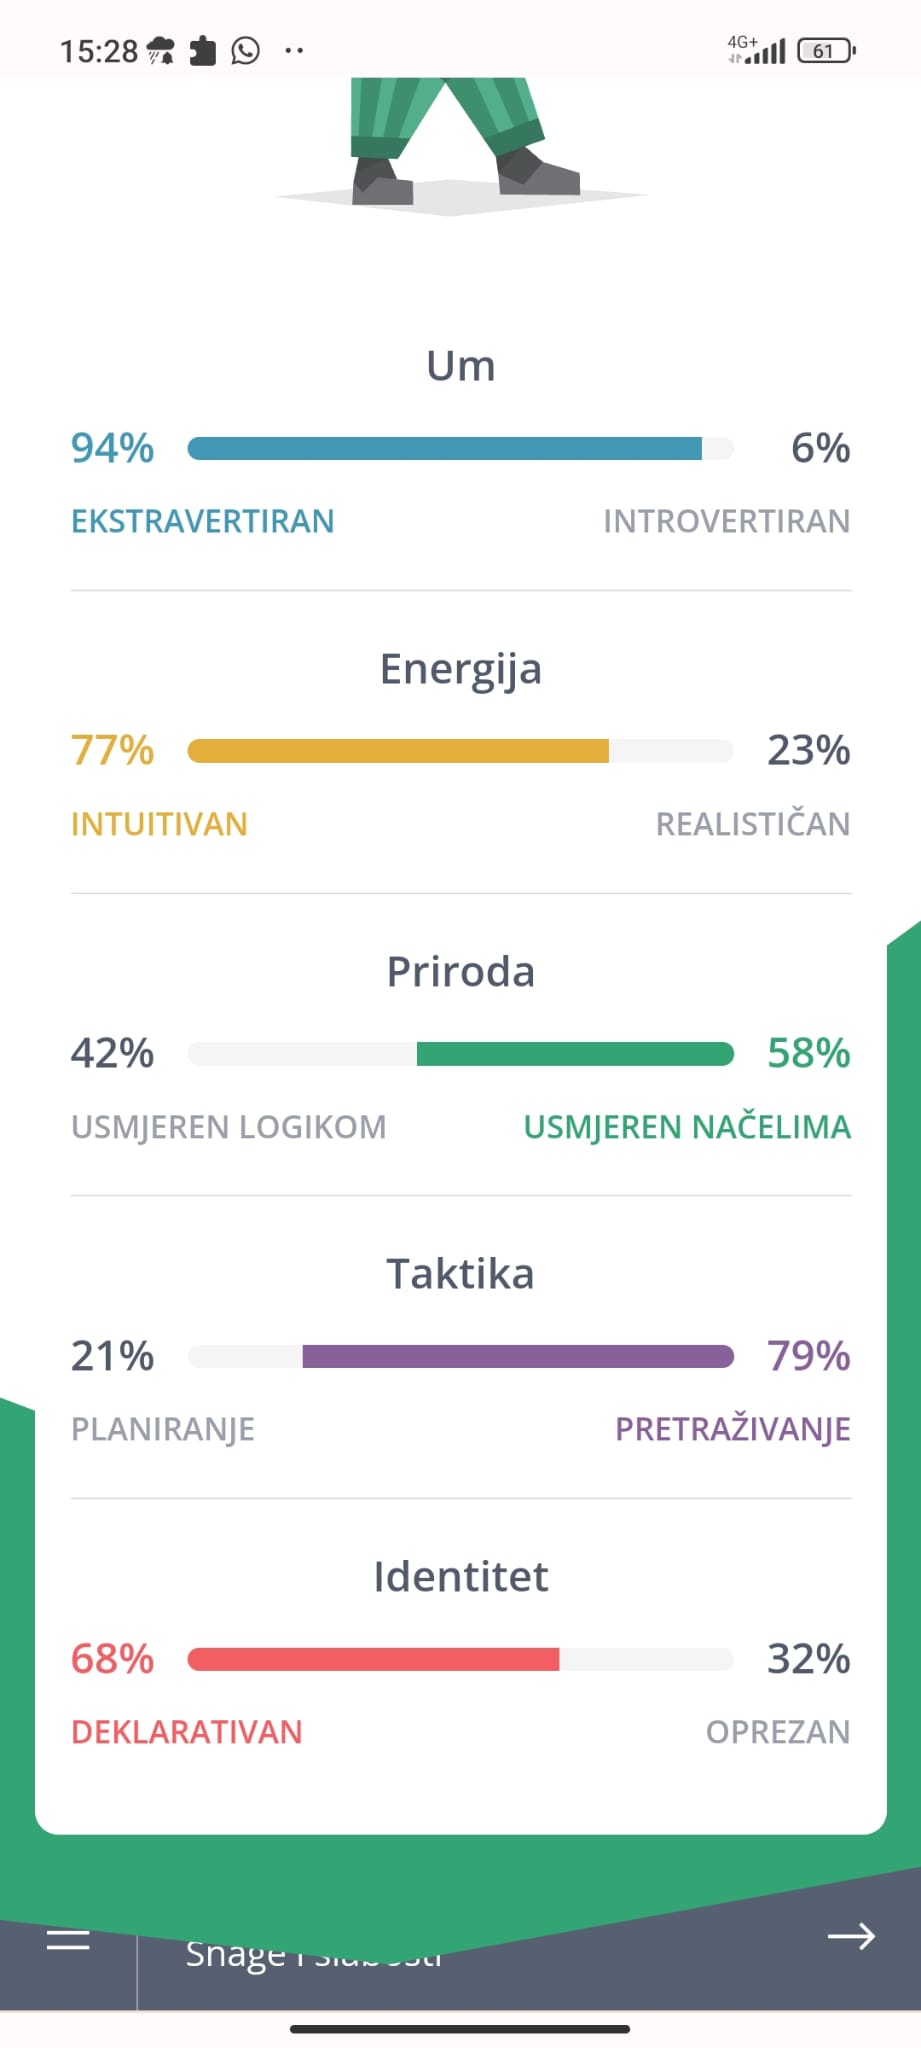 15:28
4G+
61
Um
94% 6%
EKSTRAVERTIRAN INTROVERTIRAN
Energija
77% 23%
INTUITIVAN REALISTIČAN
Priroda
42% 58%
USMJEREN LOGIKOM USMJEREN NAČELIMA
Taktika
21% 79%
PLANIRANJE PRETRAŽIVANJE
Identitet
68% 32%
DEKLARATIVAN OPREZAN
Snage i slabosti